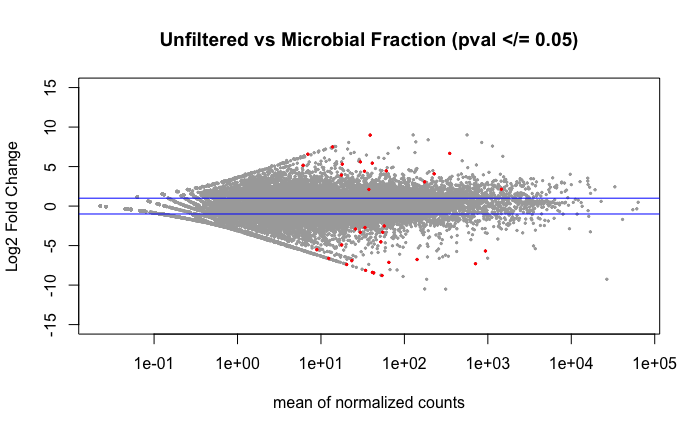 Unfiltered vs Microbial Fraction (pval </= 0.05)
15
10
5
0
-5
-10
-15
Log2 Fold Change
1e-01 1e+00 1e+01 1e+02 1e+03 1e+04 1e+05
mean of normalized counts